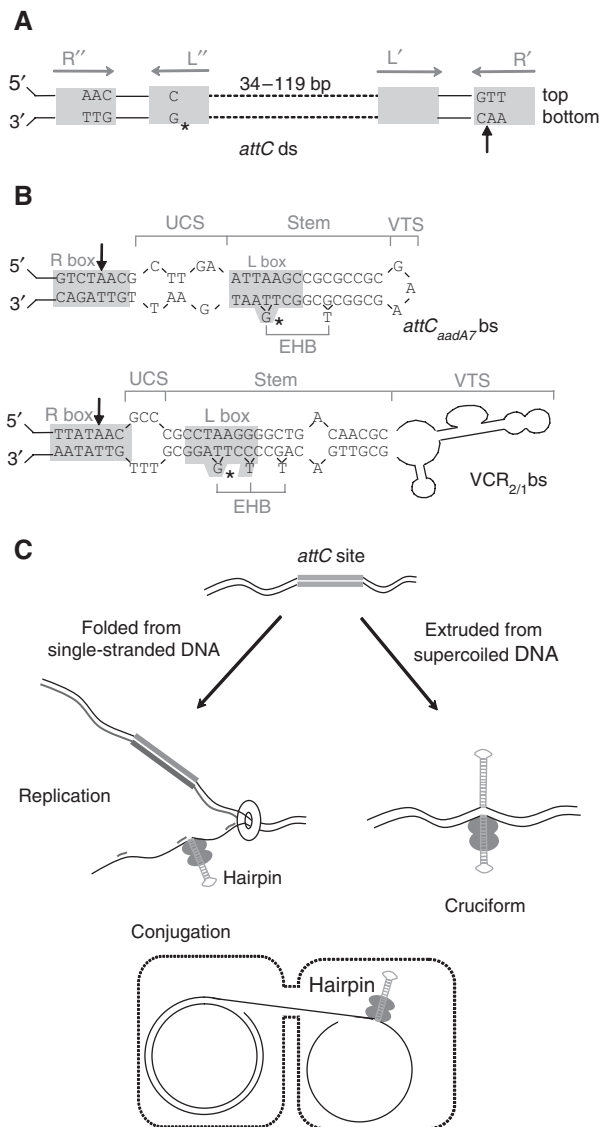 A
R″ L″ L′ R′
5′ AAC C 34–119 bp GTT top
3′ TTG G * CAA bottom
attC ds
B
UCS Stem VTS
R box L box
5′ GTCTAACG C TT GA ATTAAGCCGCGCCGC G A
3′ CAGATTGT T AA G TAATTCGGCGCGGCG A
G * T
attC aadA7 bs
EHB
UCS Stem VTS
R box L box
5′ TTATAAC GCC GCCTAAGGGGCTG A CAACGC
3′ AATATTG TTT GCGGATTCCCCGAC A GTTGCG
G * T T
VCR2/1bs
EHB
C
attC site
Folded from
single-stranded DNA
Extruded from
supercoiled DNA
Replication
Hairpin
Cruciform
Conjugation
Hairpin